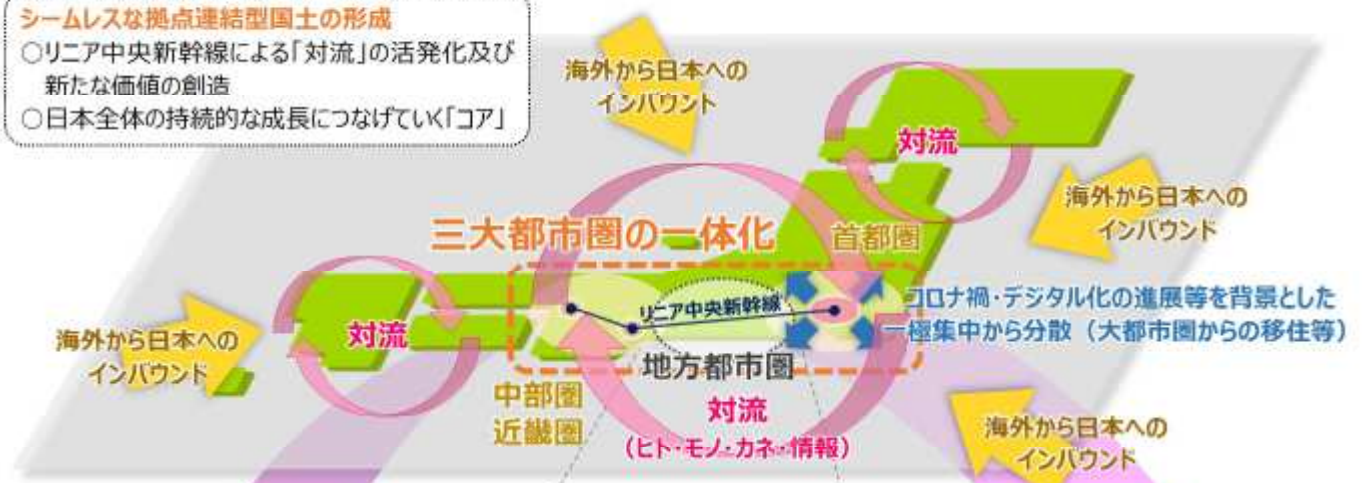 シームレスな拠点連結型国土の形成
○リニア中央新幹線による「対流」の活発化及び
新たな価値の創造
○日本全体の持続的な成長につなげていく「コア」
海外から日本への
インバウンド
対流
海外から日本への
インバウンド
三大都市圏の一体化
首都圏
リニア中央新幹線
コロナ禍・デジタル化の進展等を背景とした
一極集中から分散（大都市圏からの移住等）
対流
海外から日本への
インバウンド
地方都市圏
中部圏
近畿圏
対流
（ヒト・モノ・カネ・情報）
海外から日本への
インバウンド